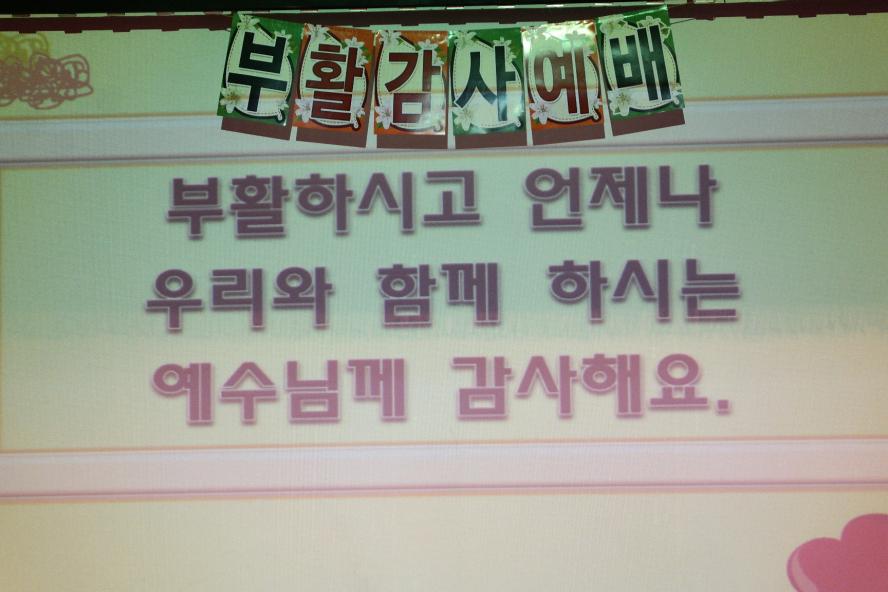 부활감사예배
부활하시고 언제나
우리와 함께 하시는
예수님께 감사해요.